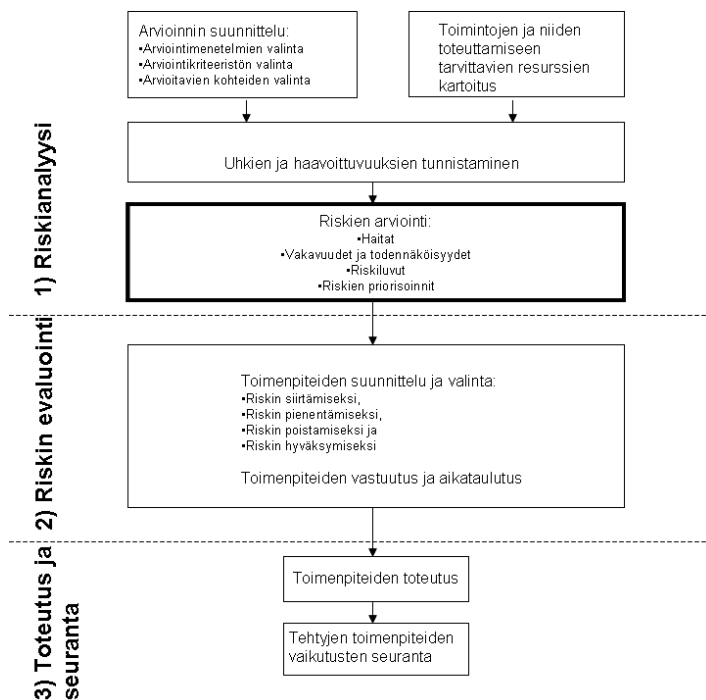 Arvioinnin suunnittelu:
▪Arviointimenetelmien valinta
▪Arviointikriteeristön valinta
▪Arvioitavien kohteiden valinta
Toimintojen ja niiden
toteuttamiseen
tarvittavien resurssien
kartoitus
1) Riskianalyysi
Uhkien ja haavoittuvuuksien tunnistaminen
Riskien arviointi:
▪Haitat
▪Vakavuudet ja todennäköisyydet
▪Riskiluvut
▪Riskien priorisoinnit
2) Riskin evaluointi
Toimenpiteiden suunnittelu ja valinta:
▪Riskin siirtämiseksi,
▪Riskin pienentämiseksi,
▪Riskin poistamiseksi ja
▪Riskin hyväksymiseksi
Toimenpiteiden vastuutus ja aikataulutus
3) Toteutus ja
seuranta
Toimenpiteiden toteutus
Tehtyjen toimenpiteiden
vaikutusten seuranta